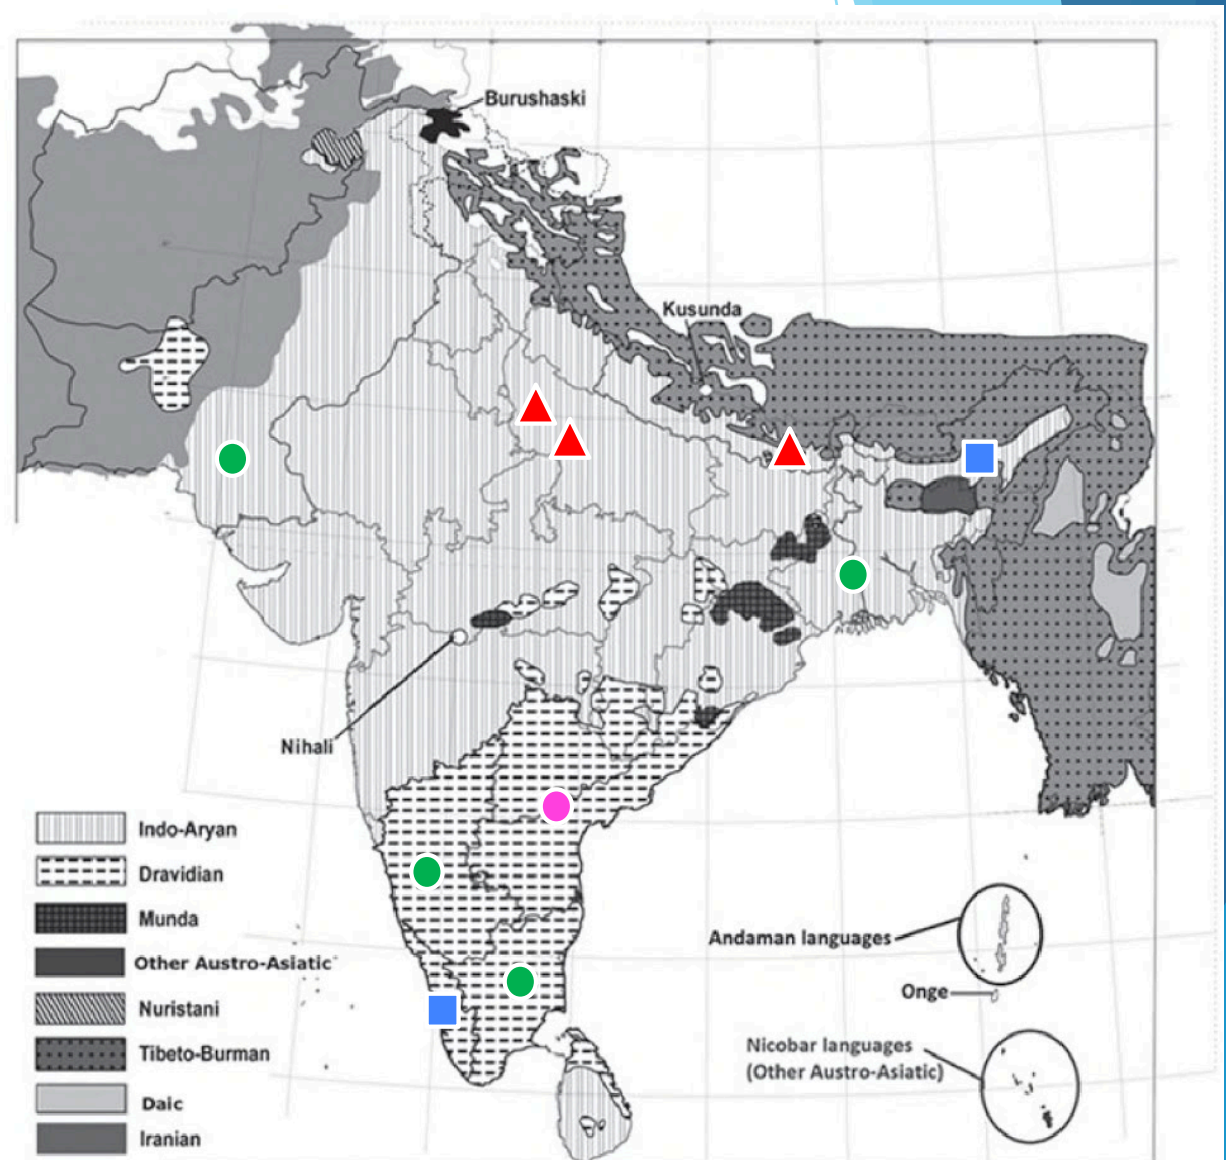 Burushaski
Kusunda
Nihali
Indo-Aryan
Dravidian
Munda
Other Austro-Asiatic
Nuristani
Tibeto-Burman
Daic
Iranian
Andaman languages
Onge
Nicobar languages
(Other Austro-Asiatic)